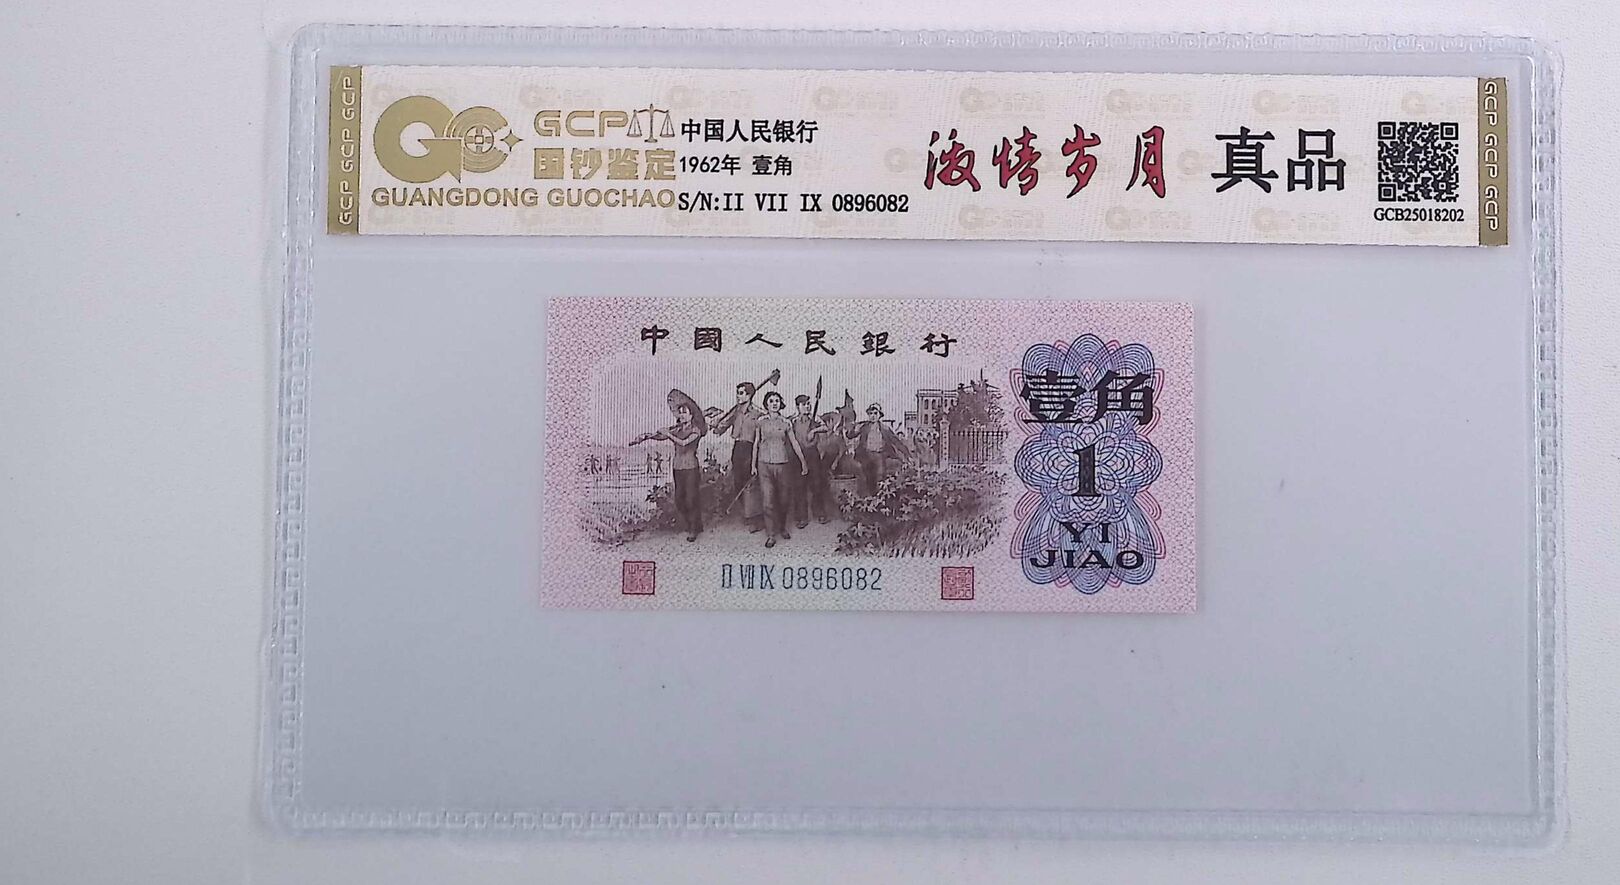 GCP GCP GCP
GCP
国钞鉴定
GUANGDONG GUOCHAO
中国人民银行
1962年 壹角
S/N:II VII IX 0896082
激情岁月 真品
GCB25018202
GCP GCP GCP
中國人民銀行
壹角
1
YI
JIAO
II VII IX 0896082